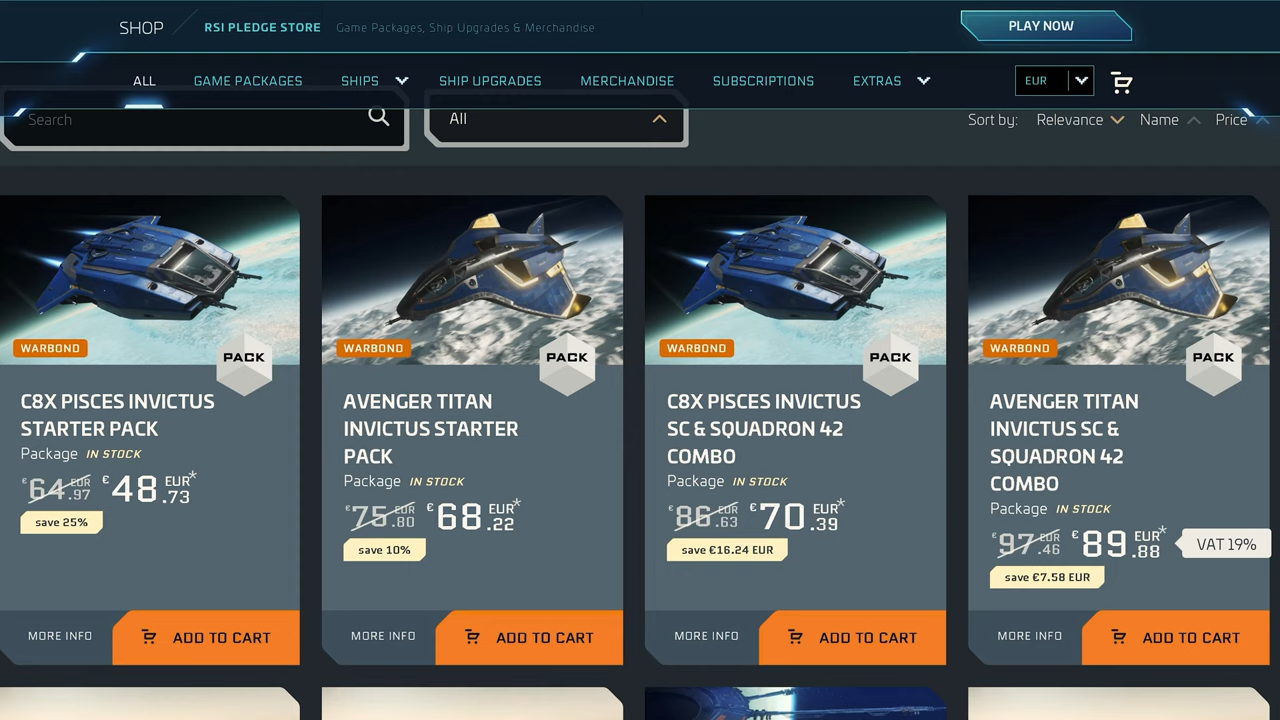 SHOP RSI PLEDGE STORE Game Packages, Ship Upgrades & Merchandise PLAY NOW
ALL GAME PACKAGES SHIPS SHIP UPGRADES MERCHANDISE SUBSCRIPTIONS EXTRAS EUR
Search All Sort by: Relevance Name Price
WARBOND
PACK
C8X PISCES INVICTUS
STARTER PACK
Package IN STOCK
€64.97 EUR €48.73 EUR*
save 25%
MORE INFO ADD TO CART
WARBOND
PACK
AVENGER TITAN
INVICTUS STARTER
PACK
Package IN STOCK
€75.80 EUR €68.22 EUR*
save 10%
MORE INFO ADD TO CART
WARBOND
PACK
C8X PISCES INVICTUS
SC & SQUADRON 42
COMBO
Package IN STOCK
€86.63 EUR €70.39 EUR*
save €16.24 EUR
MORE INFO ADD TO CART
WARBOND
PACK
AVENGER TITAN
INVICTUS SC &
SQUADRON 42
COMBO
Package IN STOCK
€97.46 EUR €89.88 EUR* VAT 19%
save €7.58 EUR
MORE INFO ADD TO CART